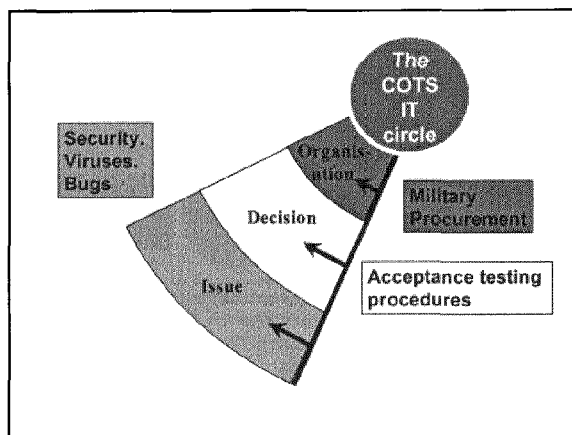 The
COTS
IT
circle
Security.
Viruses.
Bugs
Organis-
ation
Military
Procurement
Decision
Acceptance testing
procedures
Issue